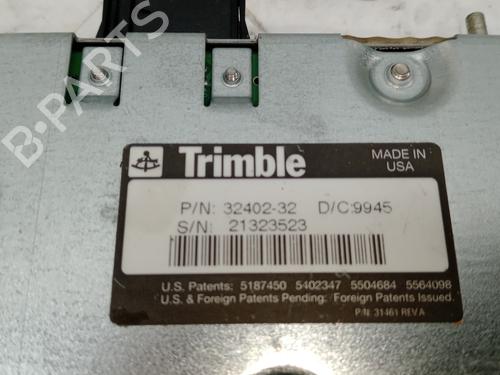 B-PARTS
Trimble
MADE IN
USA
P/N: 32402-32 D/C:9945
S/N: 21323523
U.S. Patents: 5187450 5402347 5504684 5564098
U.S. & Foreign Patents Pending. Foreign Patents Issued.
P/N: 31461 REV.A